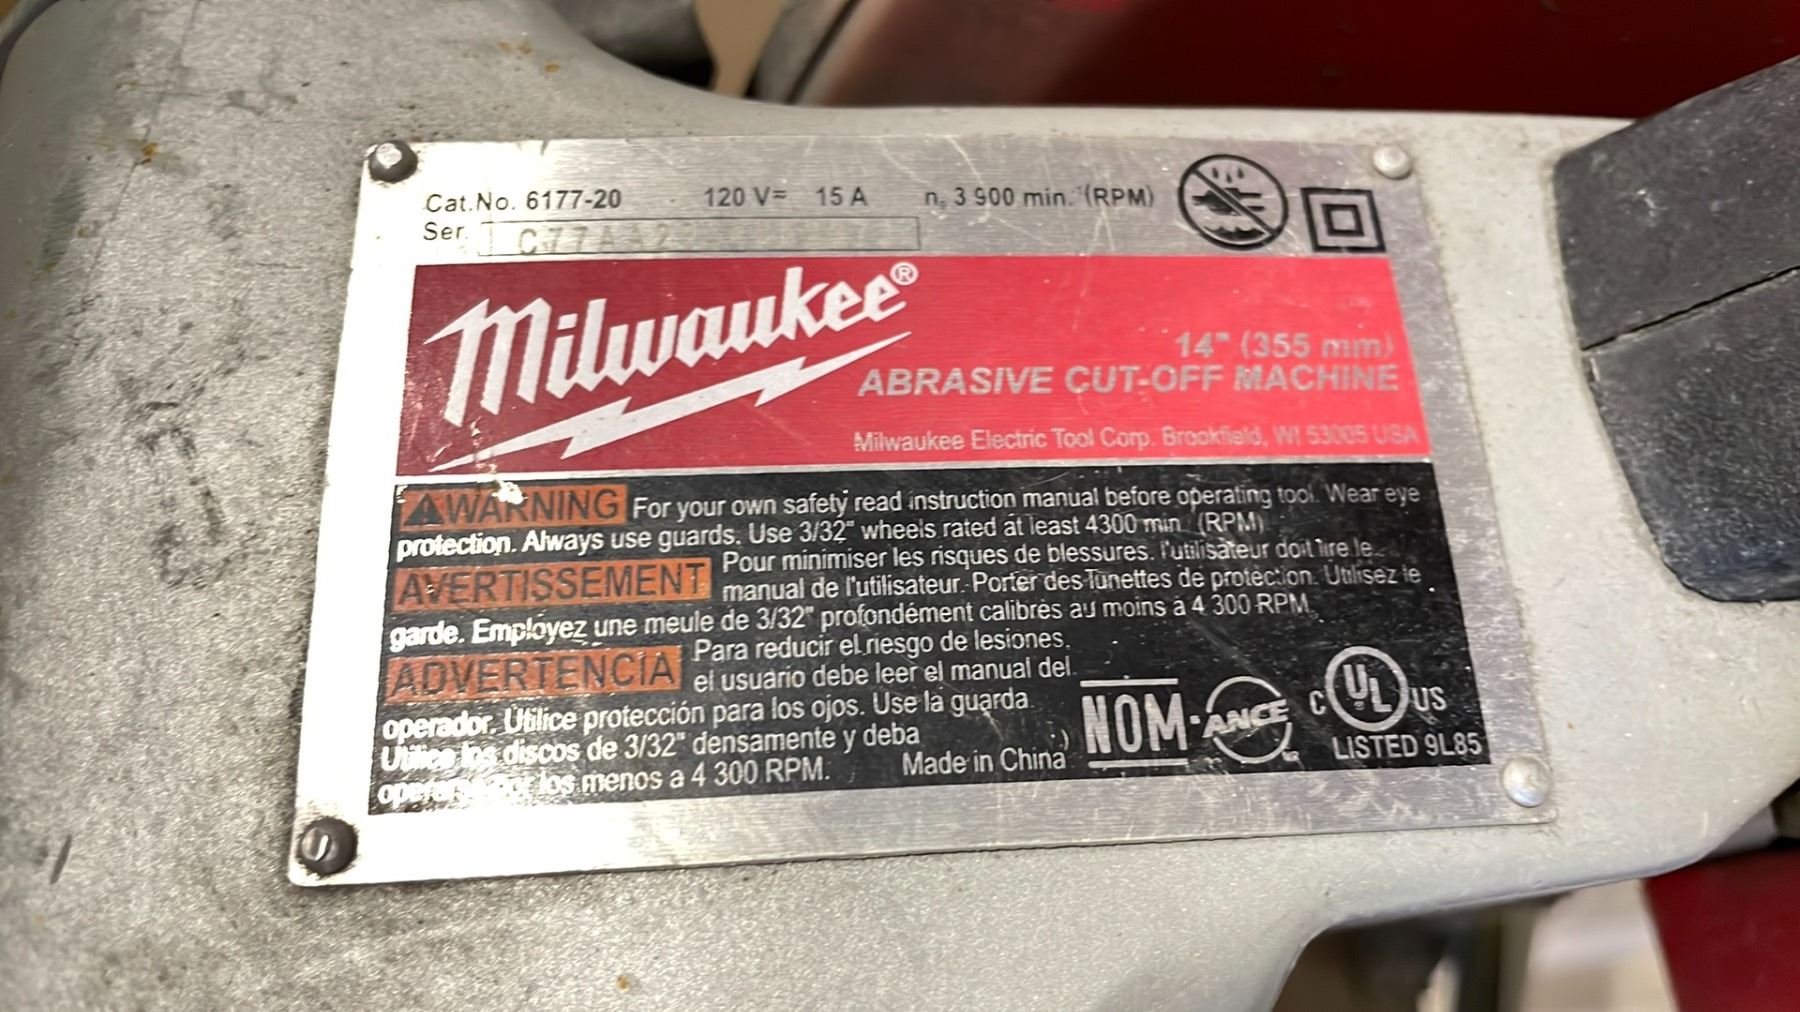 Cat.No. 6177-20 120 V= 15 A n₀ 3 900 min.⁻¹ (RPM)
Ser.
Milwaukee®
14" (355 mm)
ABRASIVE CUT-OFF MACHINE
Milwaukee Electric Tool Corp. Brookfield, WI 53005 USA
WARNING For your own safety read instruction manual before operating tool. Wear eye
protection. Always use guards. Use 3/32" wheels rated at least 4300 min. (RPM)
AVERTISSEMENT Pour minimiser les risques de blessures. l'utilisateur doit lire le
manual de l'utilisateur. Porter des lunettes de protection. Utilisez le
garde. Employez une meule de 3/32" profondément calibrès au moins à 4 300 RPM.
ADVERTENCIA Para reducir el riesgo de lesiones,
el usuário debe leer el manual del
operador. Utilice protección para los ojos. Use la guarda
Utilice los discos de 3/32" densamente y deba
por los menos a 4 300 RPM. Made in China
NOM-ANCE
C UL US
LISTED 9L85